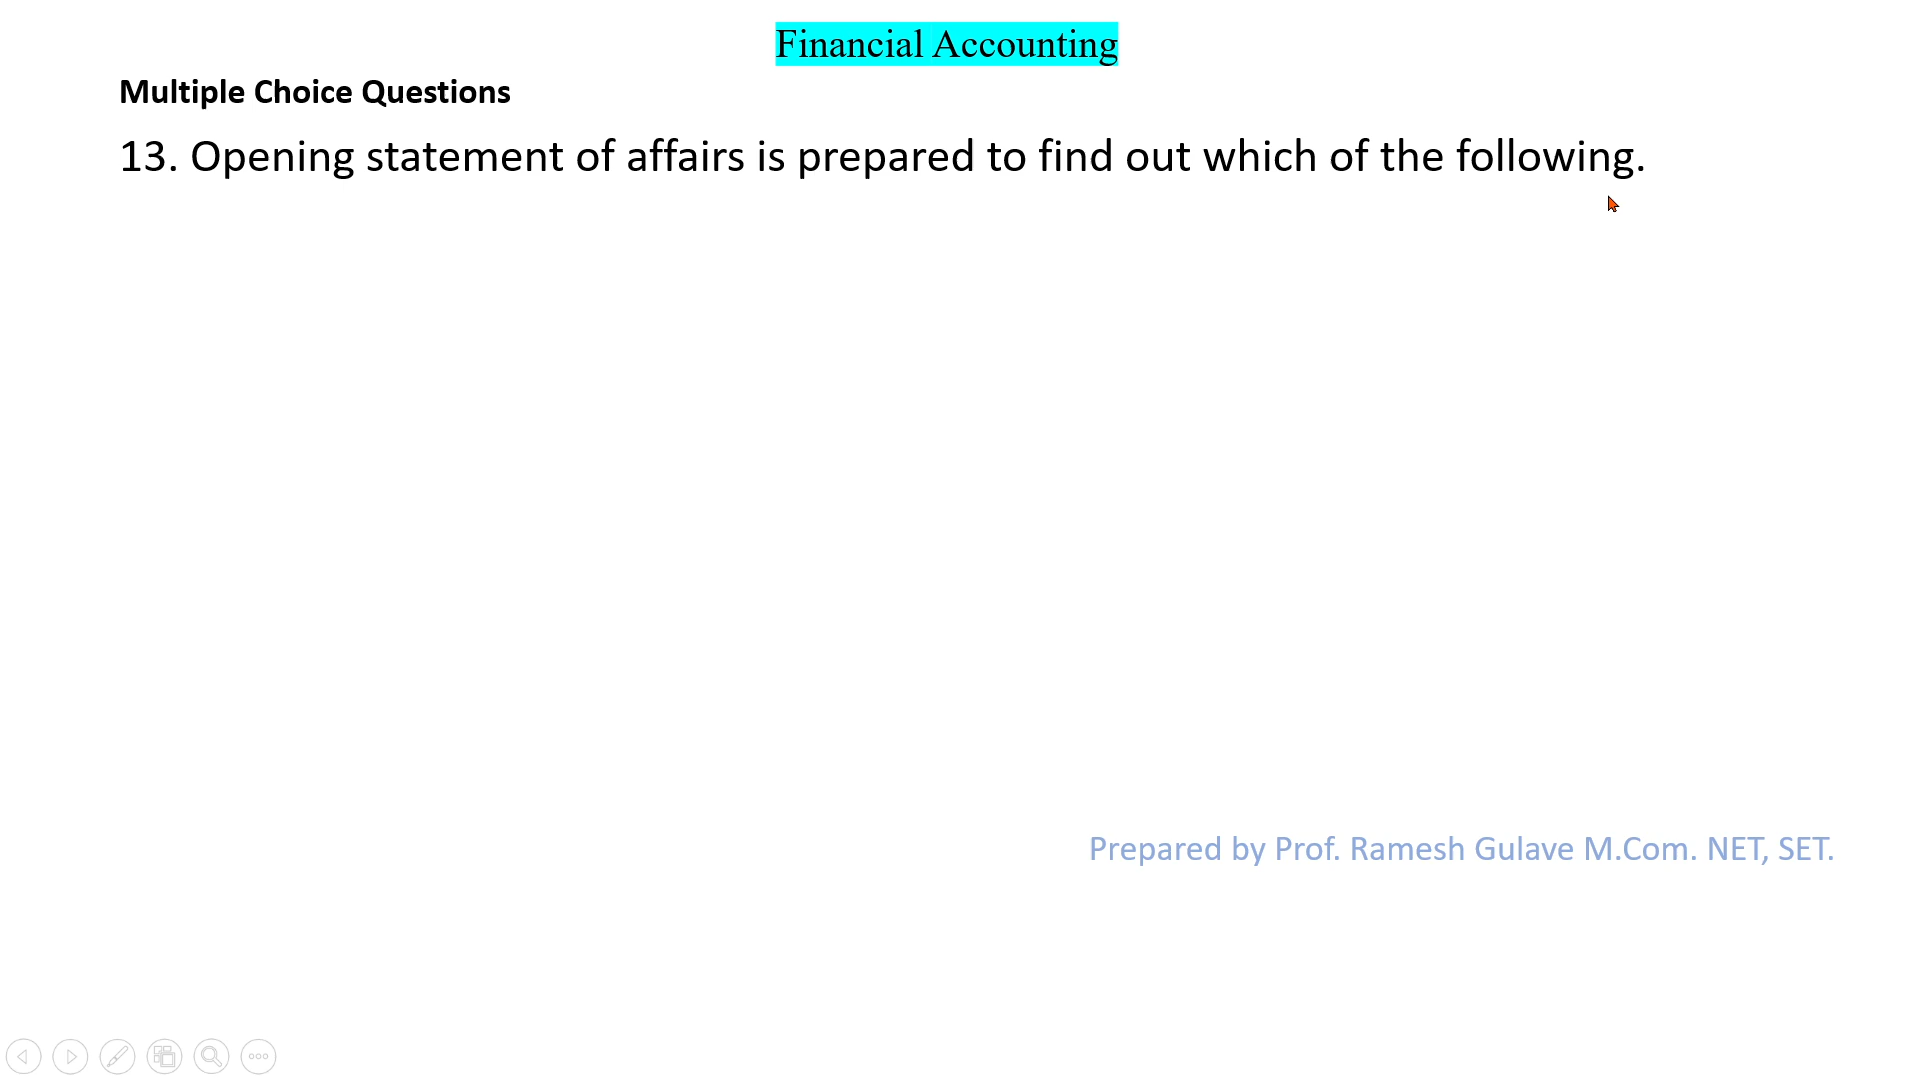 Financial Accounting
Multiple Choice Questions
13. Opening statement of affairs is prepared to find out which of the following.
Prepared by Prof. Ramesh Gulave M.Com. NET, SET.